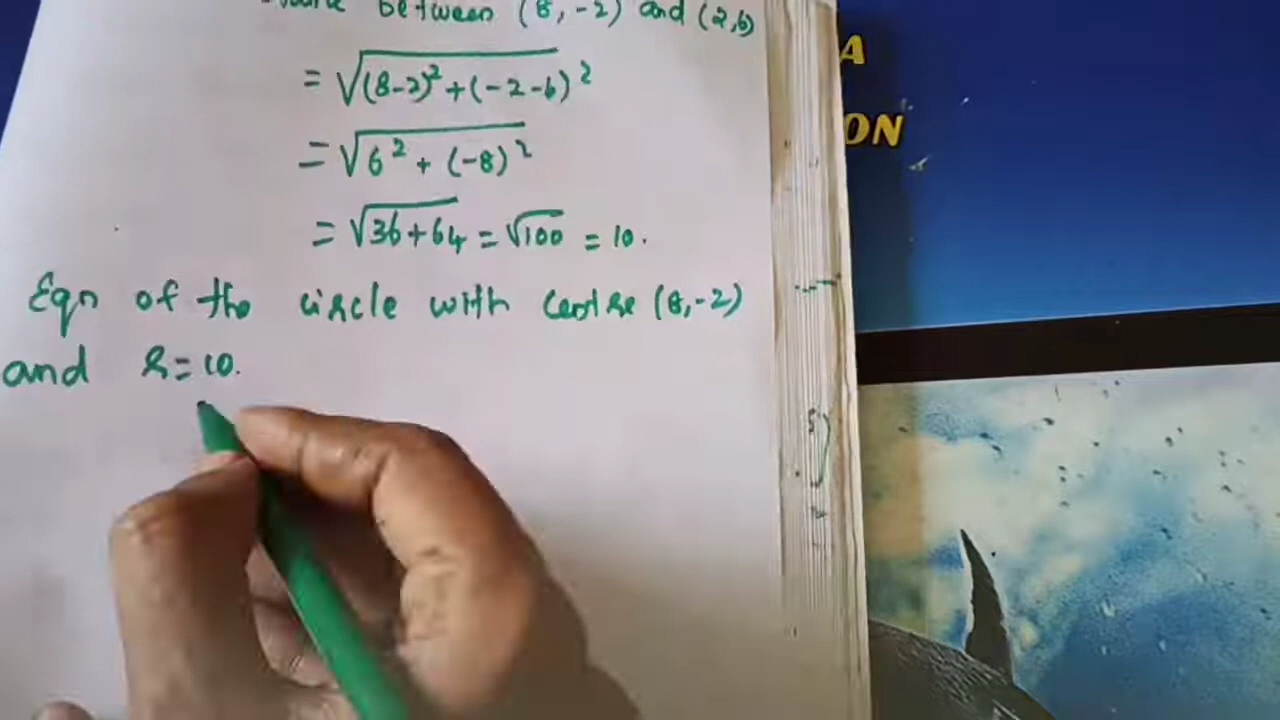 between (8,-2) and (2,6)
= √(8-2)² + (-2-6)²
= √6² + (-8)²
= √36+64 = √100 = 10.
Eqn of the circle with centre (8,-2)
and r = 10.
A
ON